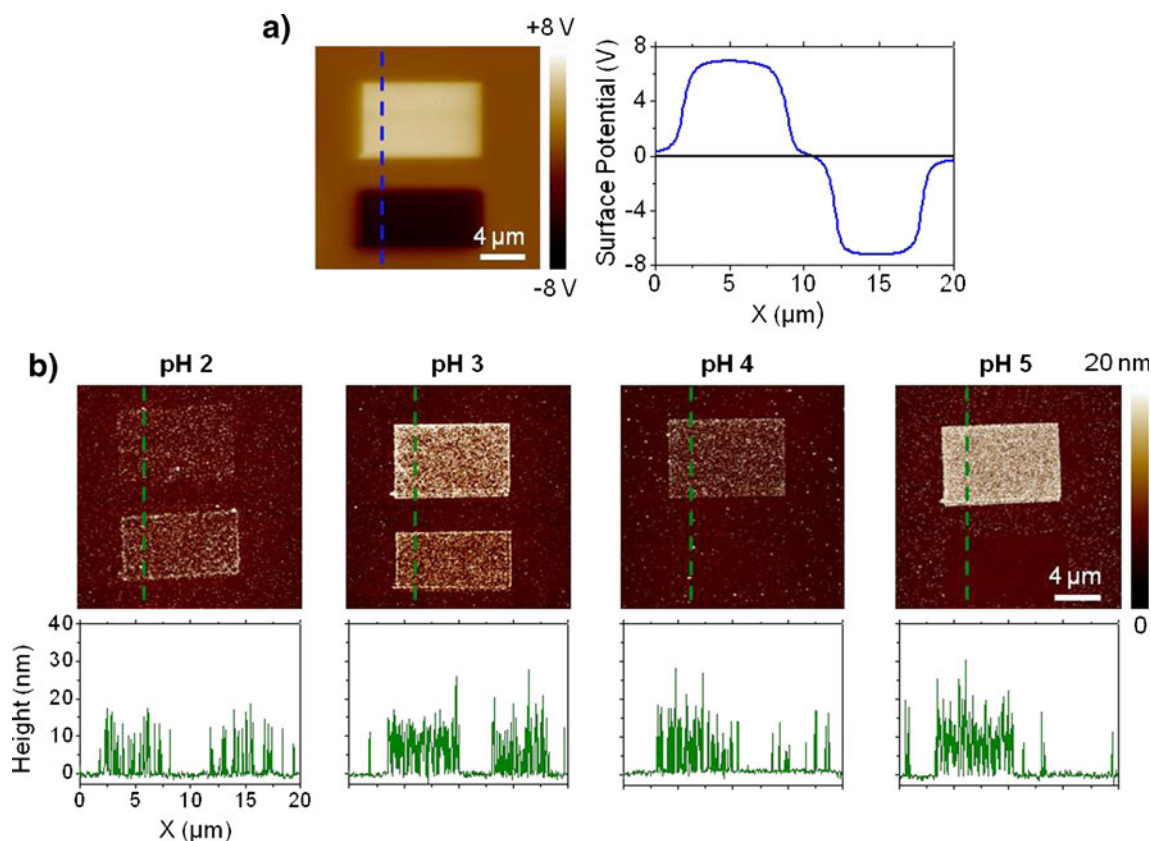 a)
+8 V
4 µm
-8 V
Surface Potential (V)
8
4
0
-4
-8
0 5 10 15 20
X (µm)
b)
pH 2 pH 3 pH 4 pH 5
20 nm
4 µm
0
Height (nm)
40
30
20
10
0
0 5 10 15 20
X (µm)